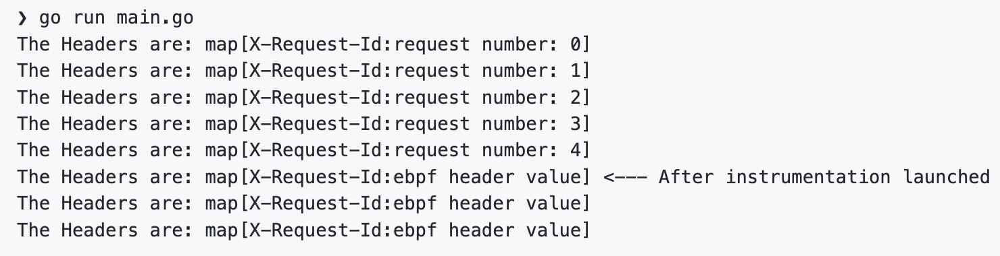 ❯ go run main.go
The Headers are: map[X-Request-Id:request number: 0]
The Headers are: map[X-Request-Id:request number: 1]
The Headers are: map[X-Request-Id:request number: 2]
The Headers are: map[X-Request-Id:request number: 3]
The Headers are: map[X-Request-Id:request number: 4]
The Headers are: map[X-Request-Id:ebpf header value] <--- After instrumentation launched
The Headers are: map[X-Request-Id:ebpf header value]
The Headers are: map[X-Request-Id:ebpf header value]